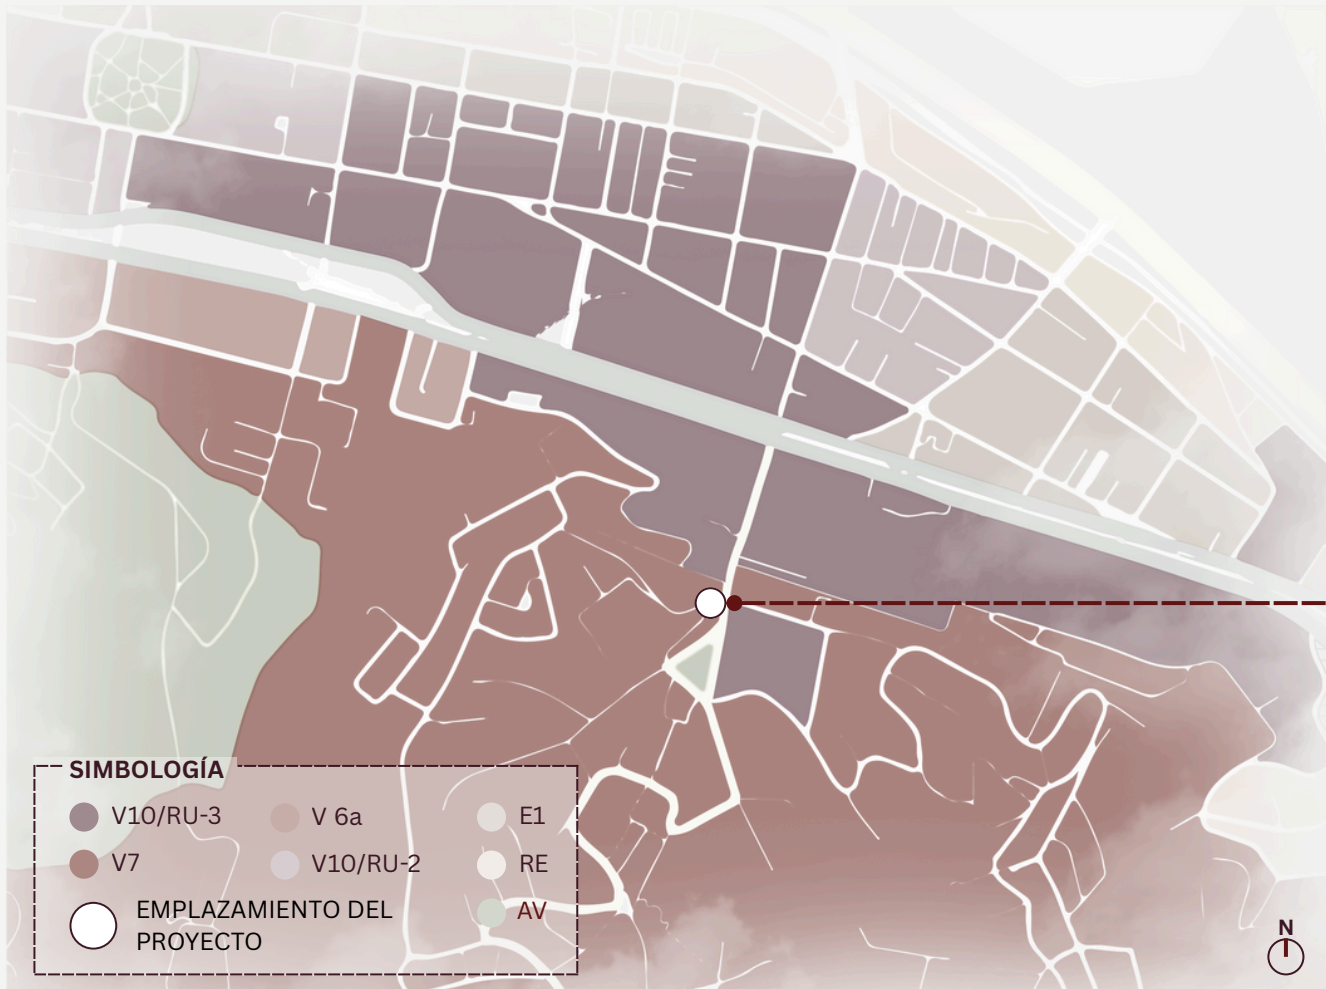 SIMBOLOGÍA
V10/RU-3
V 6a
E1
V7
V10/RU-2
RE
EMPLAZAMIENTO DEL
PROYECTO
AV
N